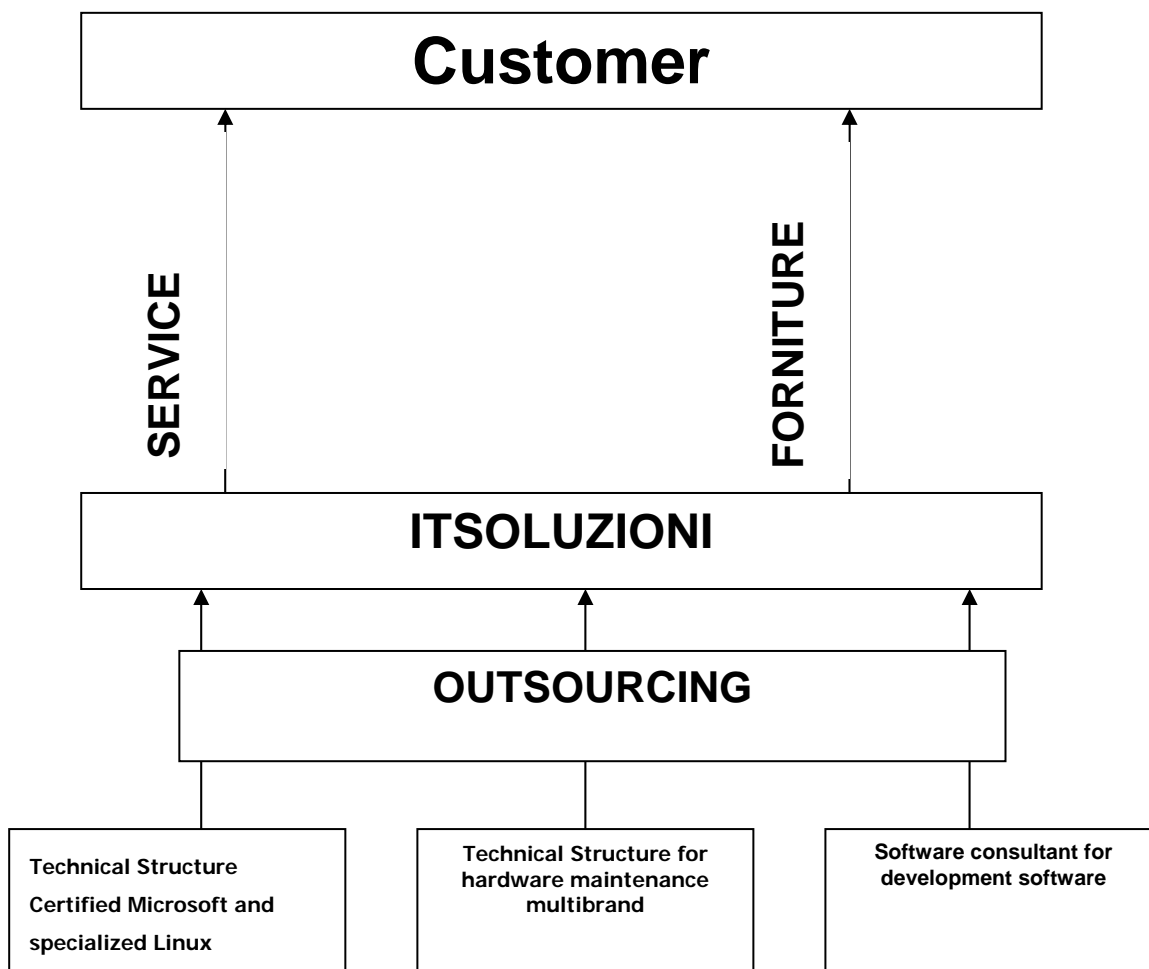 Customer
SERVICE
FORNITURE
ITSOLUZIONI
OUTSOURCING
Technical Structure
Certified Microsoft and
specialized Linux
Technical Structure for
hardware maintenance
multibrand
Software consultant for
development software